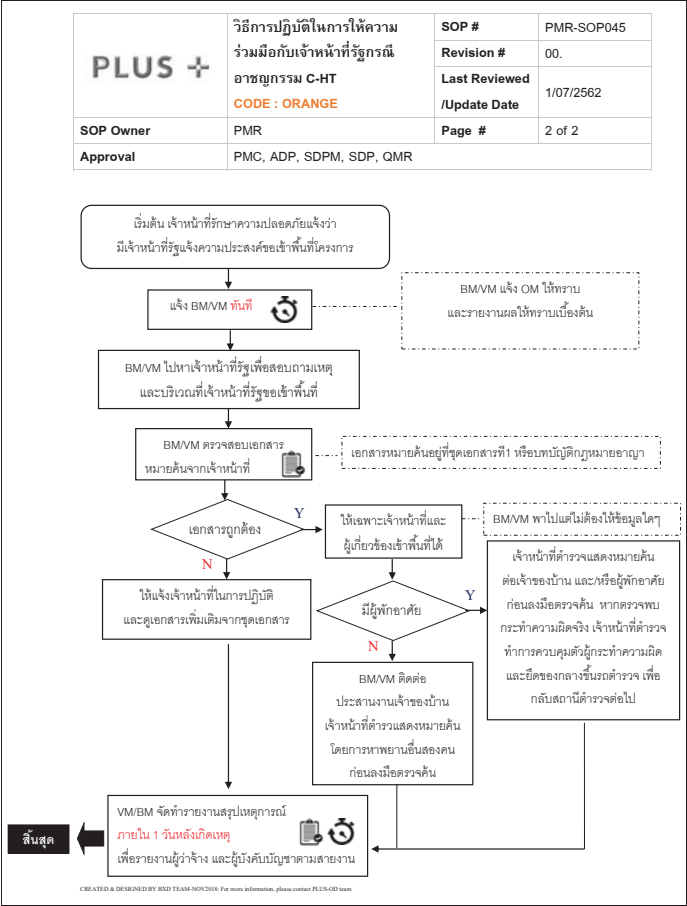 PLUS +
วิธีการปฏิบัติในการให้ความ
ร่วมมือกับเจ้าหน้าที่รัฐกรณี
อาชญกรรม C-HT
CODE : ORANGE
SOP #
PMR-SOP045
Revision #
00.
Last Reviewed
/Update Date
1/07/2562
SOP Owner
PMR
Page #
2 of 2
Approval
PMC, ADP, SDPM, SDP, QMR
เริ่มต้น เจ้าหน้าที่รักษาความปลอดภัยแจ้งว่า
มีเจ้าหน้าที่รัฐแจ้งความประสงค์ขอเข้าพื้นที่โครงการ
แจ้ง BM/VM ทันที
BM/VM แจ้ง OM ให้ทราบ
และรายงานผลให้ทราบเบื้องต้น
BM/VM ไปหาเจ้าหน้าที่รัฐเพื่อสอบถามเหตุ
และบริเวณที่เจ้าหน้าที่รัฐขอเข้าพื้นที่
BM/VM ตรวจสอบเอกสาร
หมายค้นจากเจ้าหน้าที่
เอกสารหมายค้นอยู่ที่ชุดเอกสารที่1 หรือบทบัญัติกฎหมายอาญา
เอกสารถูกต้อง
Y
N
ให้เฉพาะเจ้าหน้าที่และ
ผู้เกี่ยวข้องเข้าพื้นที่ได้
BM/VM พาไปแต่ไม่ต้องให้ข้อมูลใดๆ
ให้แจ้งเจ้าหน้าที่ในการปฏิบัติ
และดูเอกสารเพิ่มเติมจากชุดเอกสาร
มีผู้พักอาศัย
Y
N
เจ้าหน้าที่ตำรวจแสดงหมายค้น
ต่อเจ้าของบ้าน และ/หรือผู้พักอาศัย
ก่อนลงมือตรวจค้น หากตรวจพบ
กระทำความผิดจริง เจ้าหน้าที่ตำรวจ
ทำการควบคุมตัวผู้กระทำความผิด
และยึดของกลางขึ้นรถตำรวจ เพื่อ
กลับสถานีตำรวจต่อไป
BM/VM ติดต่อ
ประสานงานเจ้าของบ้าน
เจ้าหน้าที่ตำรวแสดงหมายค้น
โดยการหาพยานอื่นสองคน
ก่อนลงมือตรวจค้น
VM/BM จัดทำรายงานสรุปเหตุการณ์
ภายใน 1 วันหลังเกิดเหตุ
เพื่อรายงานผู้ว่าจ้าง และผู้บังคับบัญชาตามสายงาน
สิ้นสุด
CREATED & DESIGNED BY BXD TEAM-NOV2018: For more information, please contact PLUS-OD team